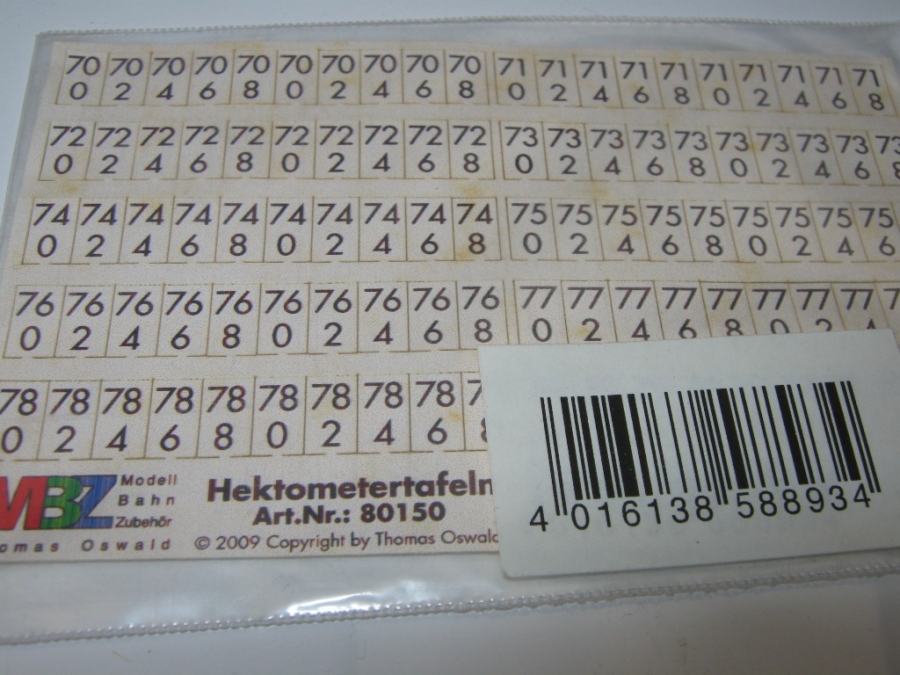 70 70 70 70 70 70 70 70 70 70 71 71 71 71 71 71 71 71 71 71
0 2 4 6 8 0 2 4 6 8 0 2 4 6 8 0 2 4 6 8
72 72 72 72 72 72 72 72 72 72 73 73 73 73 73 73 73 73 73 73
0 2 4 6 8 0 2 4 6 8 0 2 4 6 8 0 2 4 6 8
74 74 74 74 74 74 74 74 74 74 75 75 75 75 75 75 75 75 75
0 2 4 6 8 0 2 4 6 8 0 2 4 6 8 0 2 4 6
76 76 76 76 76 76 76 76 76 76 77 77 77 77 77 77 77 77
0 2 4 6 8 0 2 4 6 8 0 2 4 6 8 0 2 4
78 78 78 78 78 78 78 78 78
0 2 4 6 8 0 2 4 6
MBZ
Modell
Bahn
Zubehör
Thomas Oswald
Hektometertafeln
Art.Nr.: 80150
© 2009 Copyright by Thomas Oswald
4 016138 588934